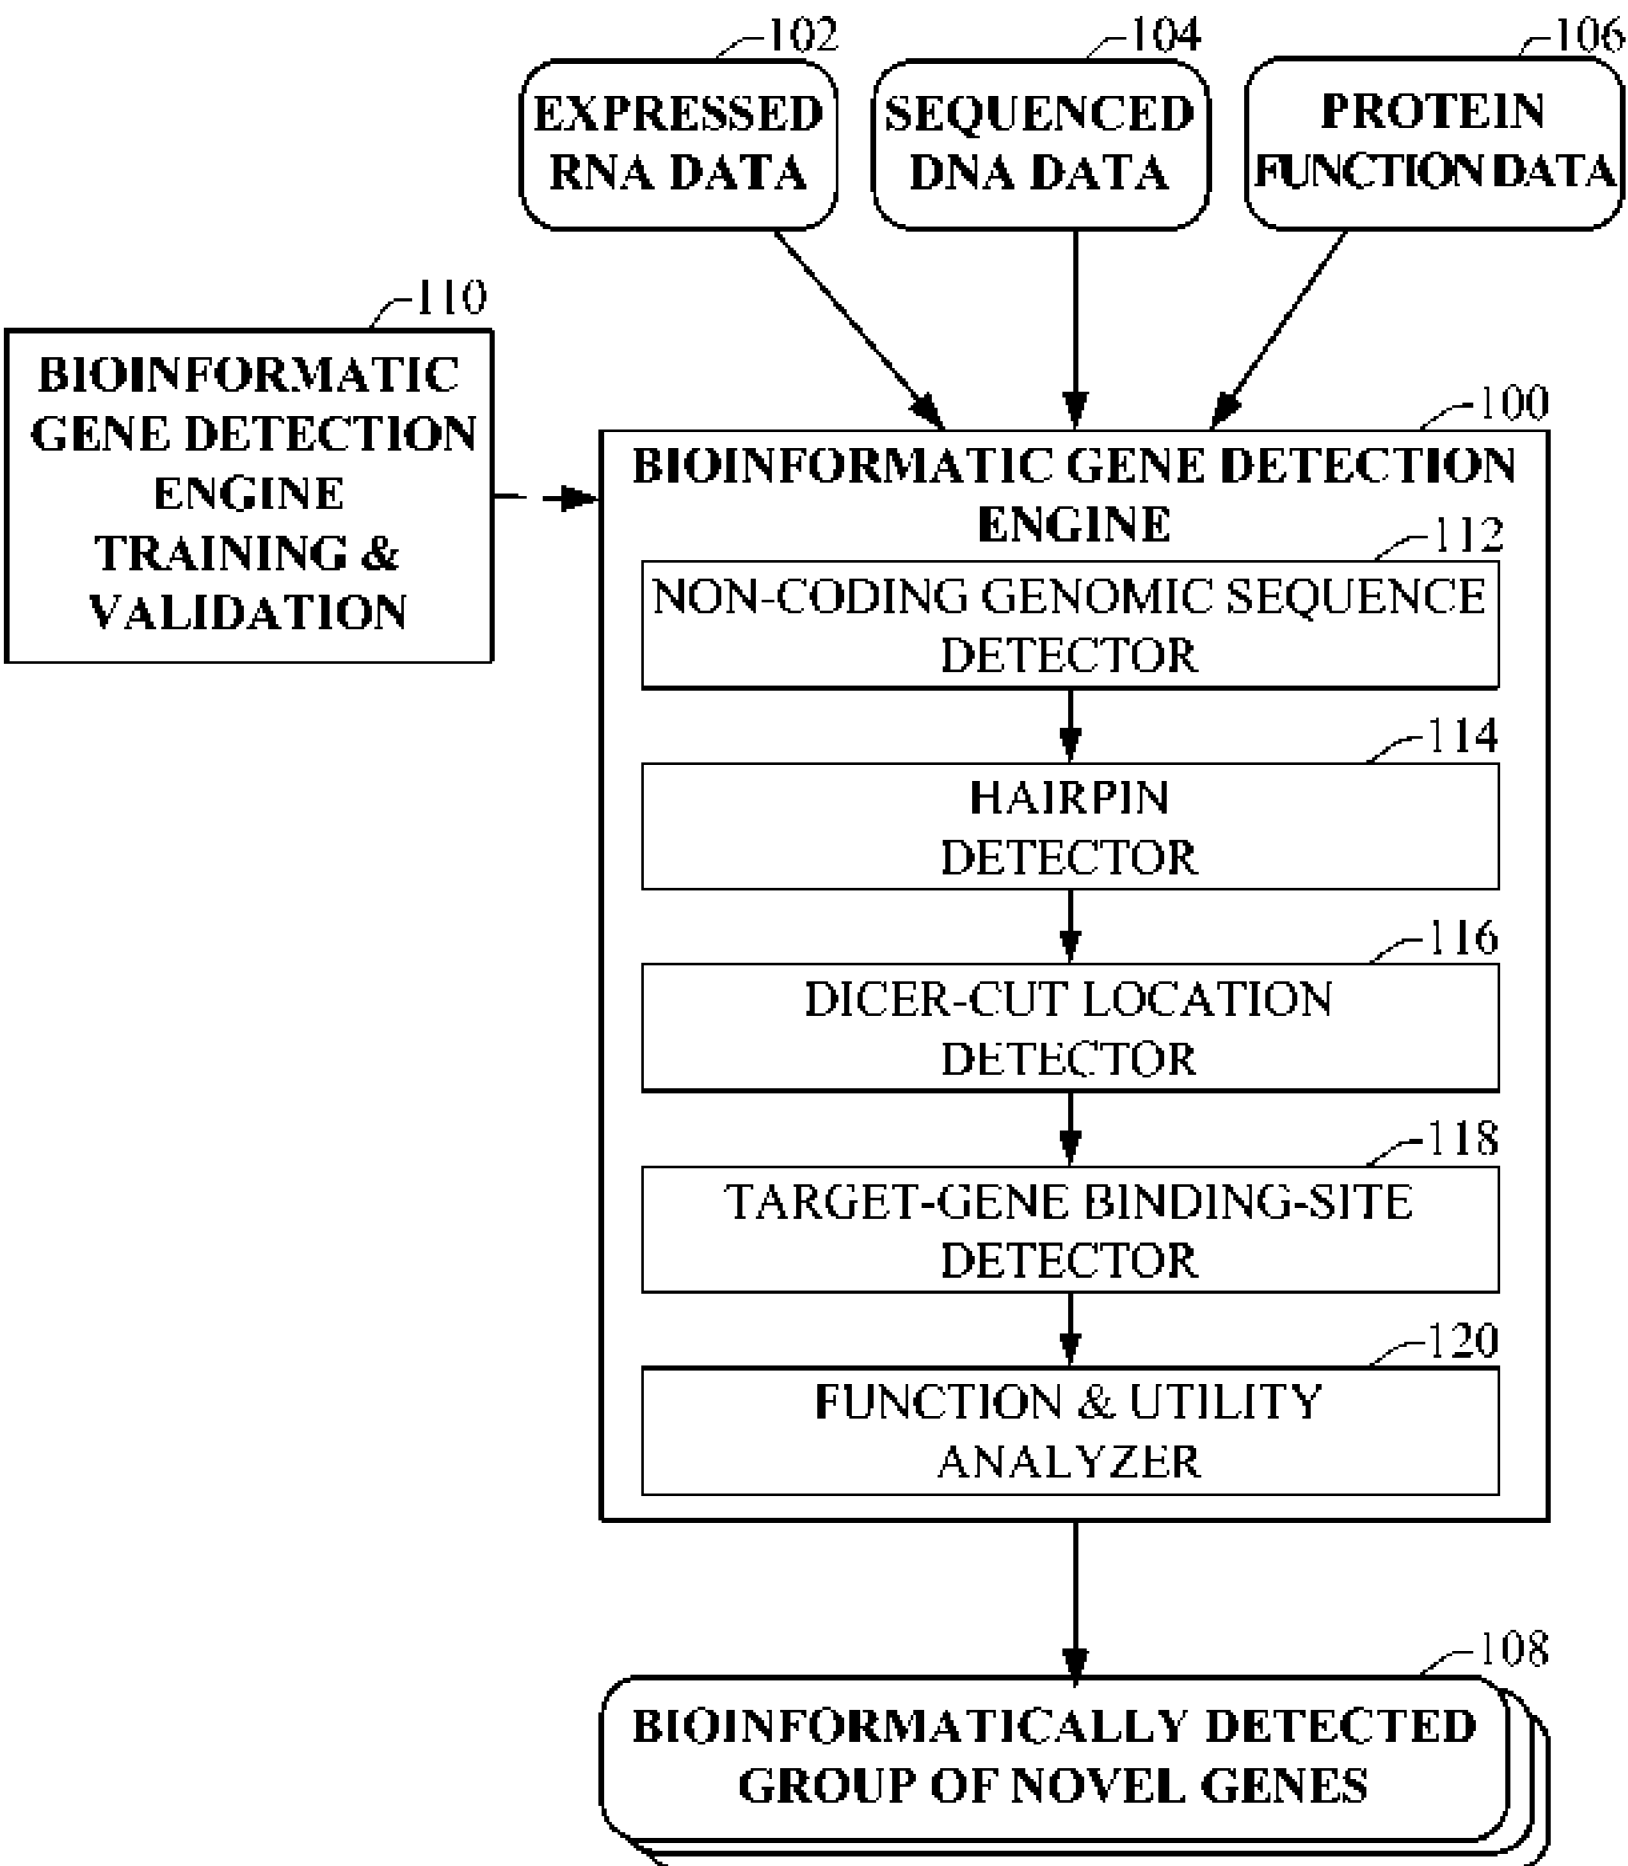 102
EXPRESSED
RNA DATA
104
SEQUENCED
DNA DATA
106
PROTEIN
FUNCTION DATA
110
BIOINFORMATIC
GENE DETECTION
ENGINE
TRAINING &
VALIDATION
100
BIOINFORMATIC GENE DETECTION
ENGINE
112
NON-CODING GENOMIC SEQUENCE
DETECTOR
114
HAIRPIN
DETECTOR
116
DICER-CUT LOCATION
DETECTOR
118
TARGET-GENE BINDING-SITE
DETECTOR
120
FUNCTION & UTILITY
ANALYZER
108
BIOINFORMATICALLY DETECTED
GROUP OF NOVEL GENES